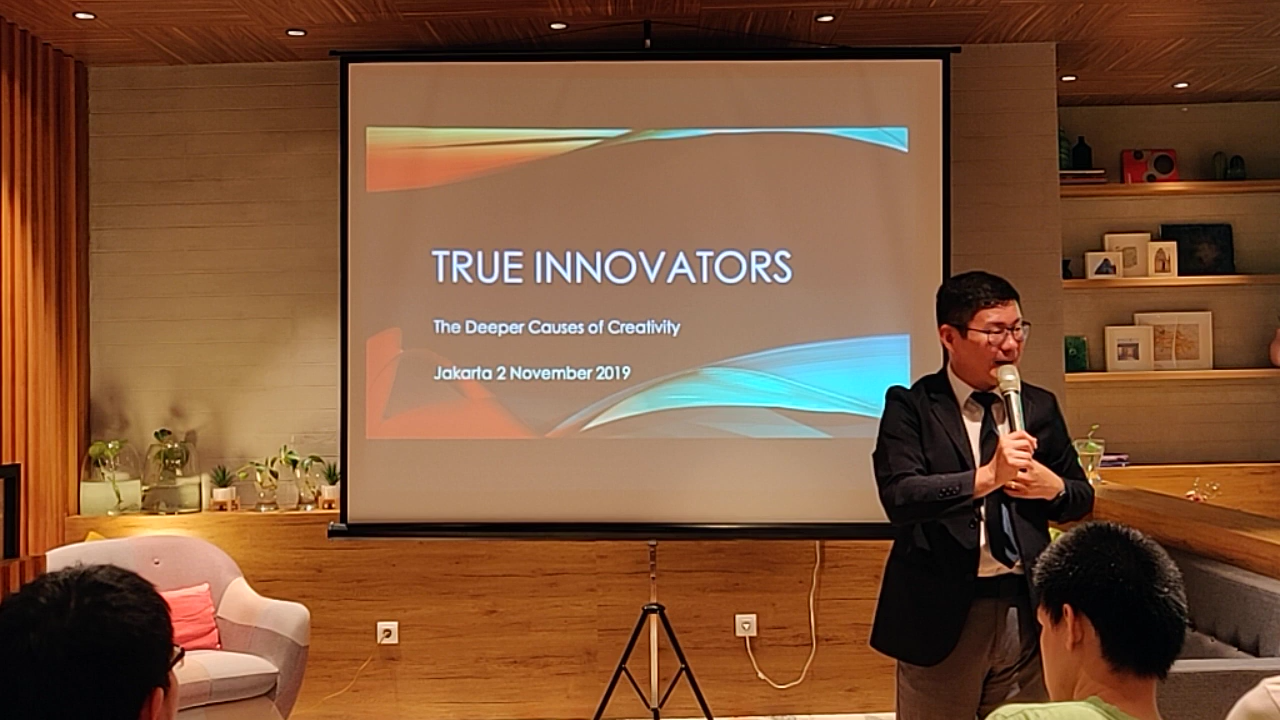 TRUE INNOVATORS
The Deeper Causes of Creativity
Jakarta 2 November 2019